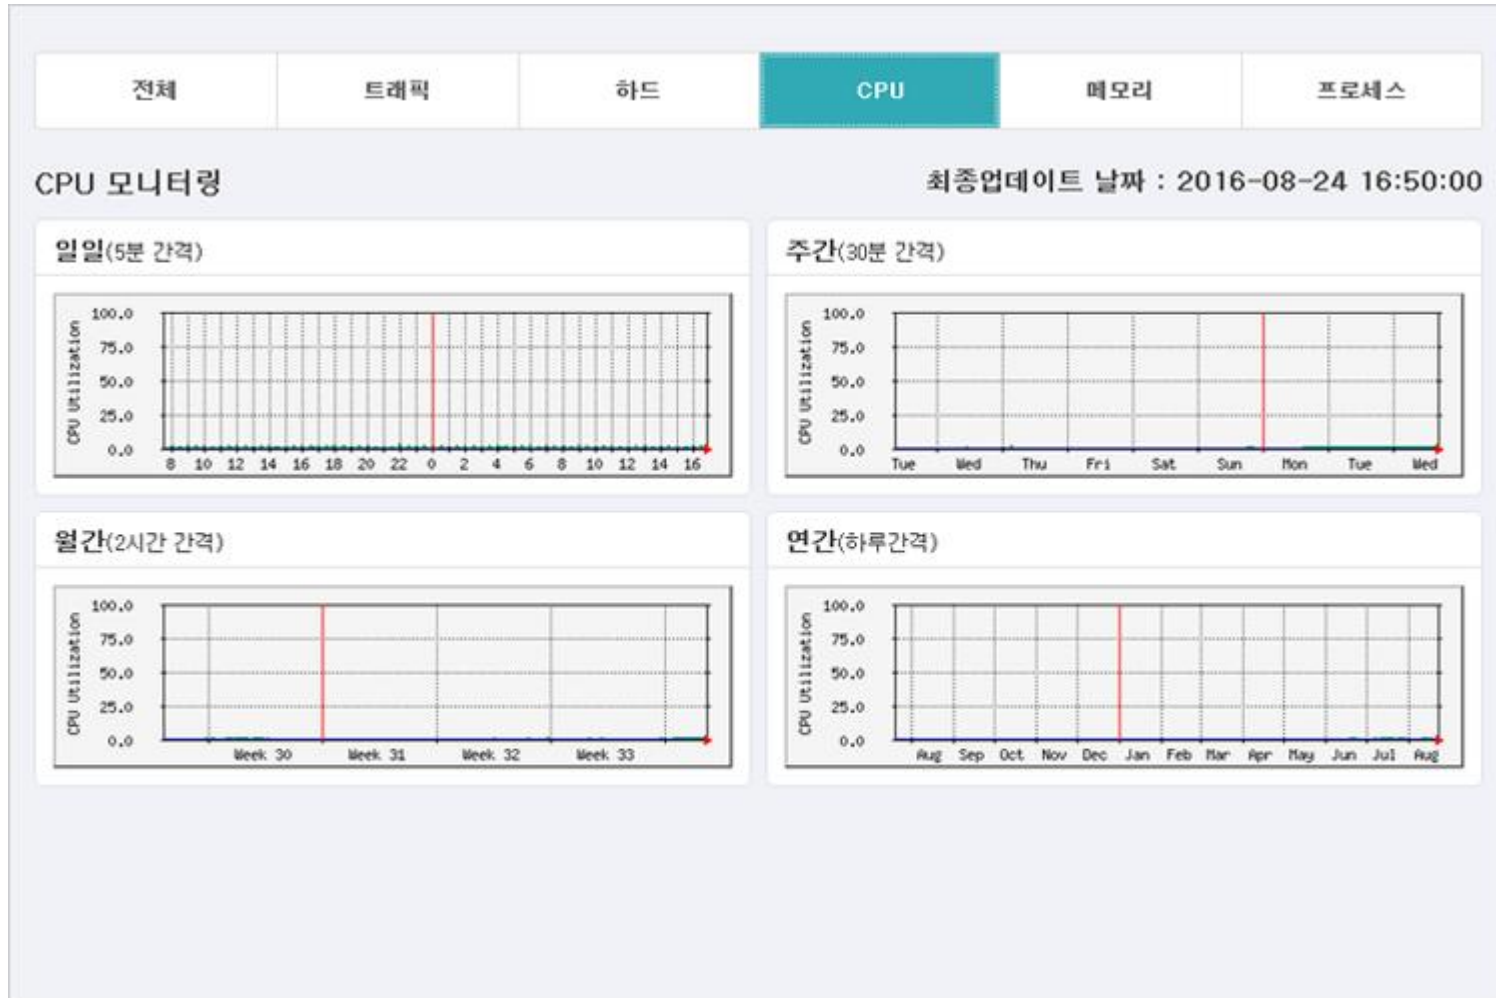 전체 트래픽 하드 CPU 메모리 프로세스
CPU 모니터링 최종업데이트 날짜 : 2016-08-24 16:50:00
일일(5분 간격)
CPU Utilization
100.0
75.0
50.0
25.0
0.0
8 10 12 14 16 18 20 22 0 2 4 6 8 10 12 14 16
주간(30분 간격)
CPU Utilization
100.0
75.0
50.0
25.0
0.0
Tue Wed Thu Fri Sat Sun Mon Tue Wed
월간(2시간 간격)
CPU Utilization
100.0
75.0
50.0
25.0
0.0
Week 30 Week 31 Week 32 Week 33
연간(하루간격)
CPU Utilization
100.0
75.0
50.0
25.0
0.0
Aug Sep Oct Nov Dec Jan Feb Mar Apr May Jun Jul Aug